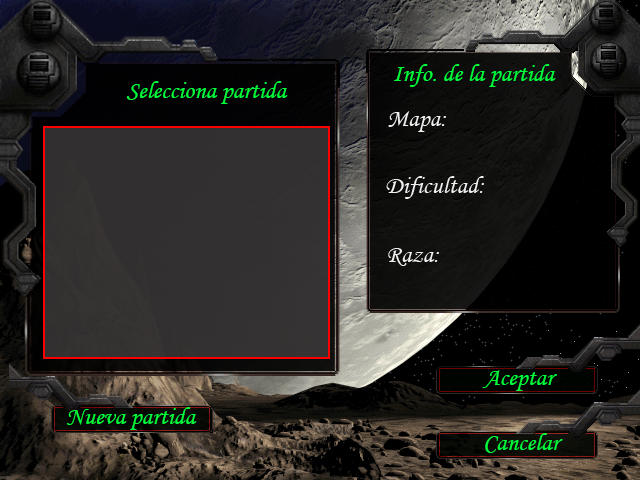 Selecciona partida
Info. de la partida
Mapa:
Dificultad:
Raza:
Aceptar
Nueva partida
Cancelar